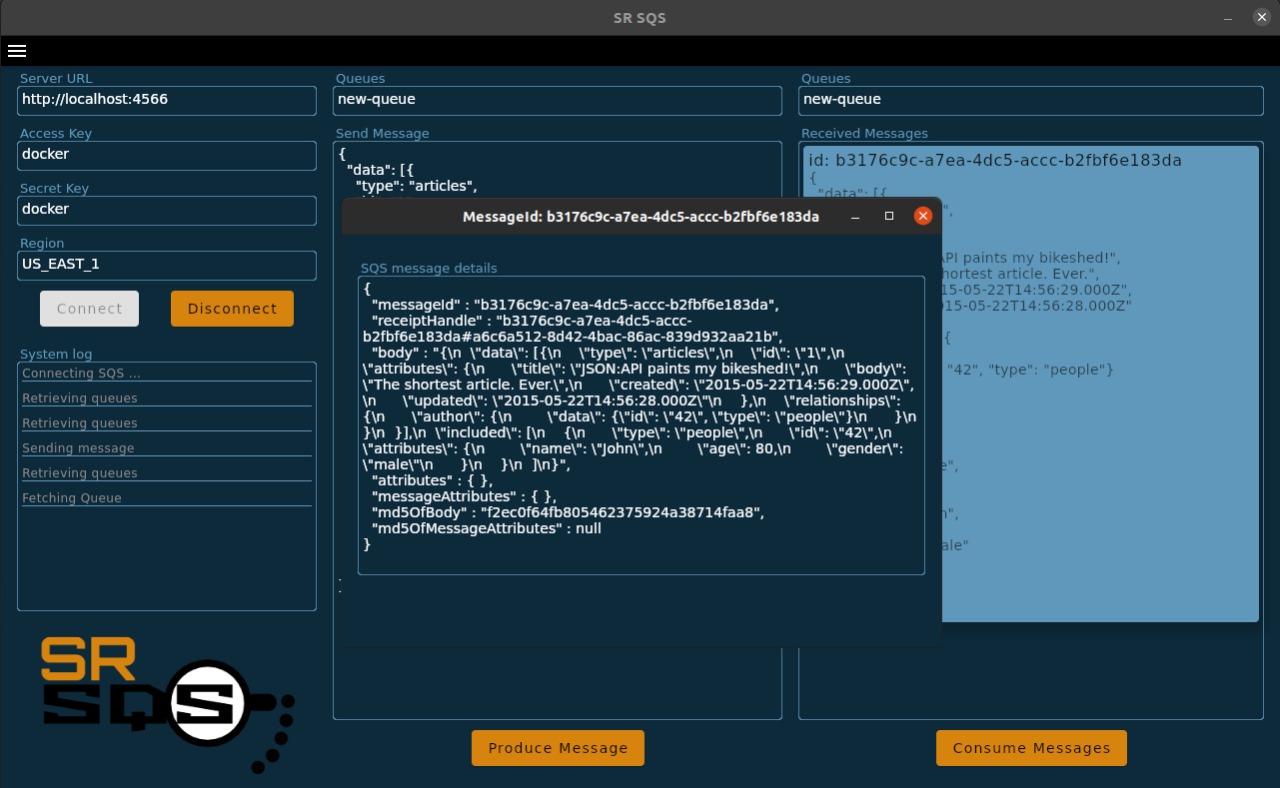 SR SQS
Server URL
http://localhost:4566
Access Key
docker
Secret Key
docker
Region
US_EAST_1
Connect
Disconnect
System log
Connecting SQS ...
Retrieving queues
Retrieving queues
Sending message
Retrieving queues
Fetching Queue
SR
SQS
Queues
new-queue
Send Message
{
"data": [{
"type": "articles",
Produce Message
Queues
new-queue
Received Messages
id: b3176c9c-a7ea-4dc5-accc-b2fbf6e183da
{
"data": [{
",
API paints my bikeshed!",
shortest article. Ever.",
15-05-22T14:56:29.000Z",
015-05-22T14:56:28.000Z"
{
"42", "type": "people"}
e",
n",
ale"
Consume Messages
MessageId: b3176c9c-a7ea-4dc5-accc-b2fbf6e183da
SQS message details
{
"messageId" : "b3176c9c-a7ea-4dc5-accc-b2fbf6e183da",
"receiptHandle" : "b3176c9c-a7ea-4dc5-accc-
b2fbf6e183da#a6c6a512-8d42-4bac-86ac-839d932aa21b",
"body" : "{\n  \"data\": [{\n    \"type\": \"articles\",\n    \"id\": \"1\",\n
\"attributes\": {\n      \"title\": \"JSON:API paints my bikeshed!\",\n      \"body\":
\"The shortest article. Ever.\",\n      \"created\": \"2015-05-22T14:56:29.000Z\",
\n      \"updated\": \"2015-05-22T14:56:28.000Z\"\n    },\n    \"relationships\":
{\n      \"author\": {\n        \"data\": {\"id\": \"42\", \"type\": \"people\"}\n      }\n
}\n  }],\n  \"included\": [\n    {\n      \"type\": \"people\",\n      \"id\": \"42\",\n
\"attributes\": {\n        \"name\": \"John\",\n        \"age\": 80,\n        \"gender\":
\"male\"\n      }\n    }\n  ]\n}",
"attributes" : { },
"messageAttributes" : { },
"md5OfBody" : "f2ec0f64fb805462375924a38714faa8",
"md5OfMessageAttributes" : null
}